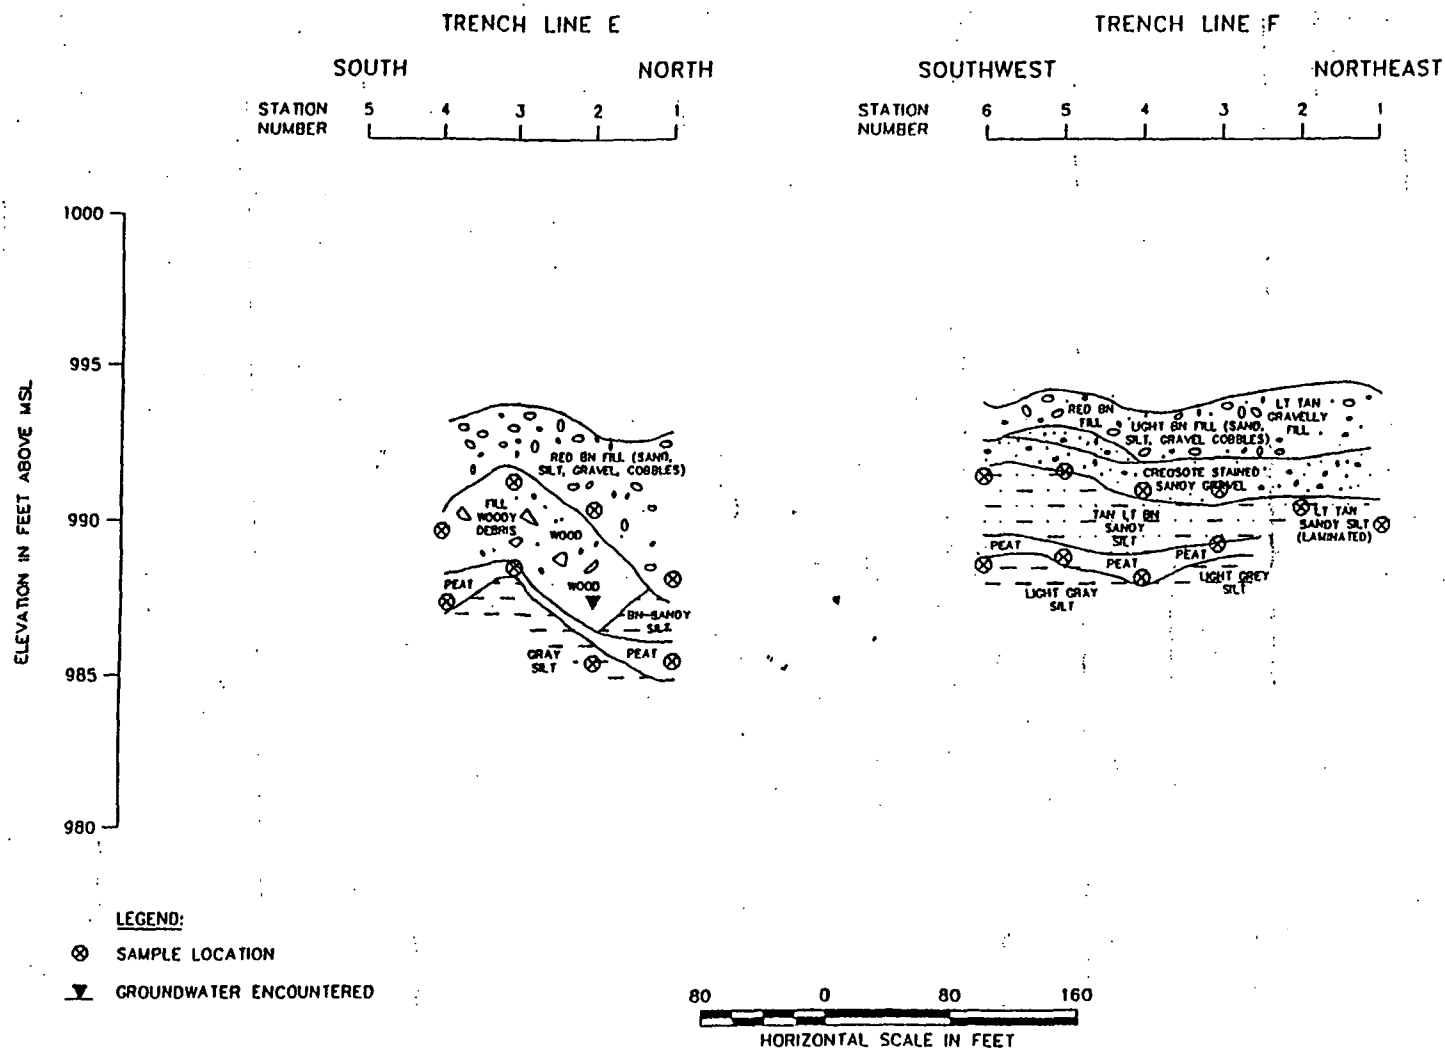 TRENCH LINE E
TRENCH LINE F
SOUTH
NORTH
SOUTHWEST
NORTHEAST
STATION NUMBER
5 4 3 2 1
STATION NUMBER
6 5 4 3 2 1
ELEVATION IN FEET ABOVE MSL
1000
995
990
985
980
RED BN FILL (SAND,
SILT, GRAVEL, COBBLES)
FILL
WOODY
DEBRIS
WOOD
WOOD
PEAT
BN-SANDY
SILT
GRAY
SILT
PEAT
RED BN
FILL
LIGHT BN FILL (SAND,
SILT, GRAVEL COBBLES)
LT TAN
GRAVELLY
FILL
CREOSOTE STAINED
SANDY GRAVEL
TAN LT BN
SANDY
SILT
LT TAN
SANDY SILT
(LAMINATED)
PEAT
PEAT
PEAT
LIGHT GRAY
SILT
LIGHT GREY
SILT
LEGEND:
SAMPLE LOCATION
GROUNDWATER ENCOUNTERED
80 0 80 160
HORIZONTAL SCALE IN FEET